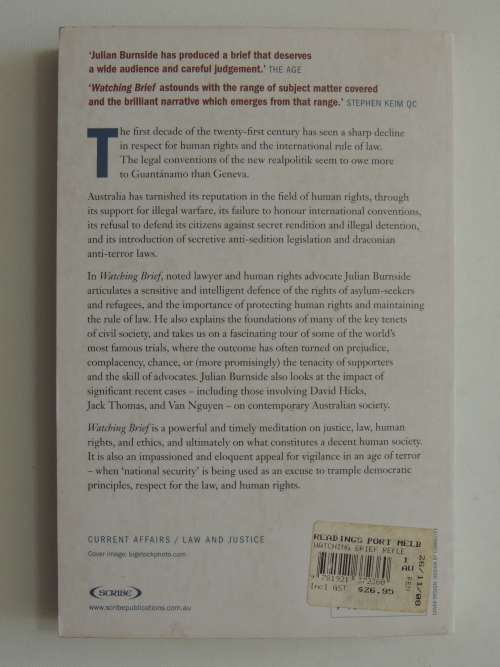 ‘Julian Burnside has produced a brief that deserves
a wide audience and careful judgement.’ THE AGE
‘Watching Brief astounds with the range of subject matter covered
and the brilliant narrative which emerges from that range.’ STEPHEN KEIM QC
The first decade of the twenty-first century has seen a sharp decline
in respect for human rights and the international rule of law.
The legal conventions of the new realpolitik seem to owe more
to Guantánamo than Geneva.
Australia has tarnished its reputation in the field of human rights, through
its support for illegal warfare, its failure to honour international conventions,
its refusal to defend its citizens against secret rendition and illegal detention,
and its introduction of secretive anti-sedition legislation and draconian
anti-terror laws.
In Watching Brief, noted lawyer and human rights advocate Julian Burnside
articulates a sensitive and intelligent defence of the rights of asylum-seekers
and refugees, and the importance of protecting human rights and maintaining
the rule of law. He also explains the foundations of many of the key tenets
of civil society, and takes us on a fascinating tour of some of the world’s
most famous trials, where the outcome has often turned on prejudice,
complacency, chance, or (more promisingly) the tenacity of supporters
and the skill of advocates. Julian Burnside also looks at the impact of
significant recent cases – including those involving David Hicks,
Jack Thomas, and Van Nguyen – on contemporary Australian society.
Watching Brief is a powerful and timely meditation on justice, law, human
rights, and ethics, and ultimately on what constitutes a decent human society.
It is also an impassioned and eloquent appeal for vigilance in an age of terror
– when ‘national security’ is being used as an excuse to trample democratic
principles, respect for the law, and human rights.
CURRENT AFFAIRS / LAW AND JUSTICE
Cover image: bigstockphoto.com
SCRIBE
www.scribepublications.com.au
READINGS PORT MELB
WATCHING BRIEF REFLE
1
AU
26/11/08
Incl GST
$26.95